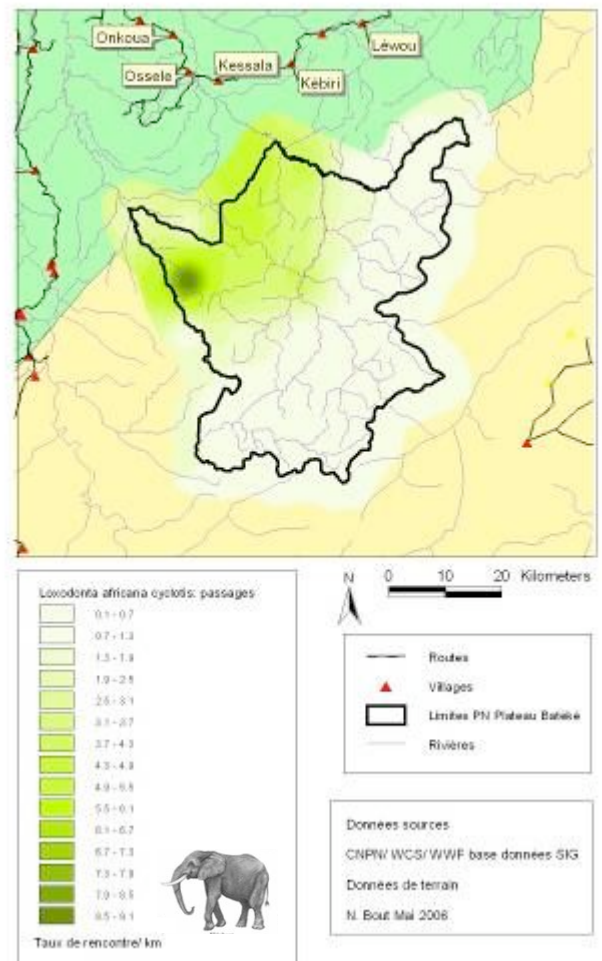 Onkoua
Léwou
Kessala
Ossele
Kébiri
N
0 10 20 Kilometers
Loxodonta africana cyclotis: passages
0.1 - 0.7
0.7 - 1.3
1.3 - 1.9
1.9 - 2.5
2.5 - 3.1
3.1 - 3.7
3.7 - 4.3
4.3 - 4.9
4.9 - 5.5
5.5 - 6.1
6.1 - 6.7
6.7 - 7.3
7.3 - 7.9
7.9 - 8.5
8.5 - 9.1
Taux de rencontre/ km
Routes
Villages
Limites PN Plateau Batéké
Rivières
Données sources
CNPN/ WCS/ WWF base données SIG
Données de terrain
N. Bout Mai 2006